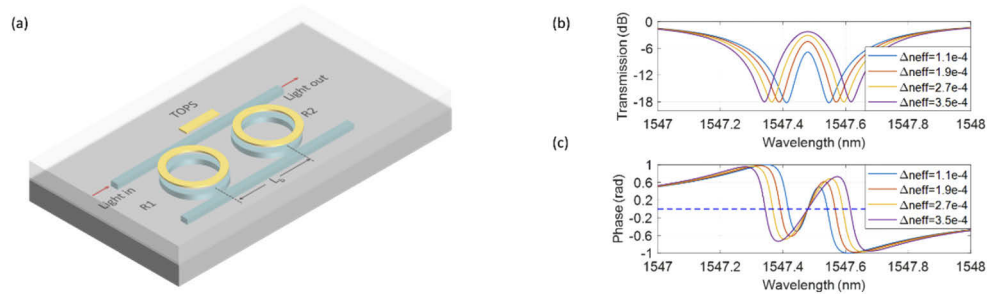 (a)
TOPS
Light out
R2
Light in
R1
Lb
(b)
Transmission (dB)
0
-6
-12
-18
1547
1547.2
1547.4
1547.6
1547.8
1548
Wavelength (nm)
Δneff=1.1e-4
Δneff=1.9e-4
Δneff=2.7e-4
Δneff=3.5e-4
(c)
Phase (rad)
1
0.6
0.2
-0.2
-0.6
-1
1547
1547.2
1547.4
1547.6
1547.8
1548
Wavelength (nm)
Δneff=1.1e-4
Δneff=1.9e-4
Δneff=2.7e-4
Δneff=3.5e-4